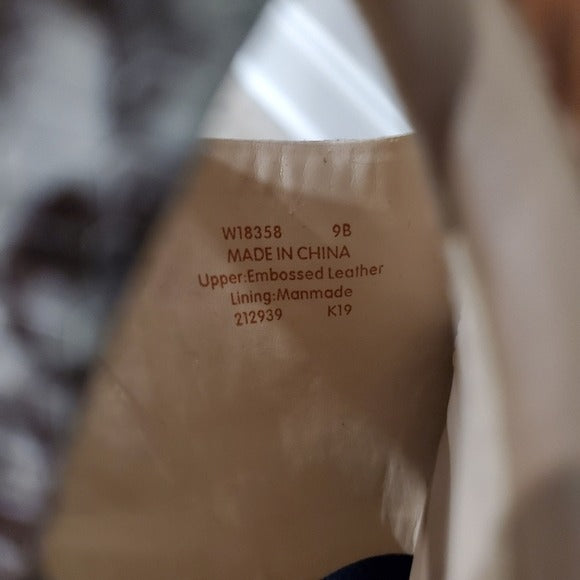 W18358 9B
MADE IN CHINA
Upper:Embossed Leather
Lining:Manmade
212939 K19